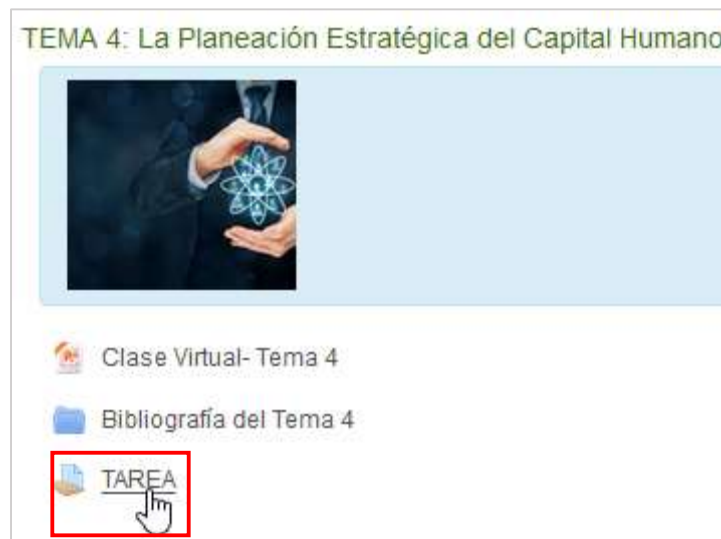 TEMA 4: La Planeación Estratégica del Capital Humano
Clase Virtual- Tema 4
Bibliografía del Tema 4
TAREA